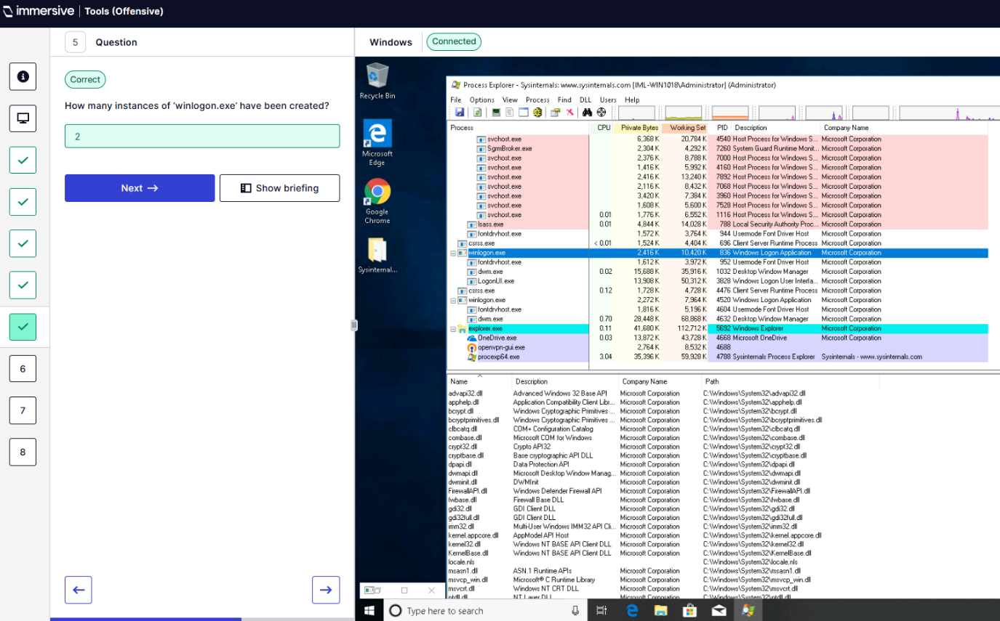 immersive | Tools (Offensive)
5 Question
Correct
How many instances of ‘winlogon.exe’ have been created?
2
Next →
Show briefing
6
7
8
Windows Connected
Recycle Bin
Microsoft
Edge
Google
Chrome
Sysinternal...
Process Explorer - Sysinternals: www.sysinternals.com [IML-WIN1018\Administrator] (Administrator)
File Options View Process Find DLL Users Help
Process CPU Private Bytes Working Set PID Description Company Name
svchost.exe 6,368 K 20,784 K 4540 Host Process for Windows S... Microsoft Corporation
SgrmBroker.exe 2,304 K 4,292 K 7260 System Guard Runtime Monit... Microsoft Corporation
svchost.exe 2,376 K 8,788 K 7000 Host Process for Windows S... Microsoft Corporation
svchost.exe 1,416 K 5,992 K 4160 Host Process for Windows S... Microsoft Corporation
svchost.exe 2,416 K 13,240 K 7892 Host Process for Windows S... Microsoft Corporation
svchost.exe 2,116 K 8,432 K 7068 Host Process for Windows S... Microsoft Corporation
svchost.exe 3,420 K 7,384 K 3960 Host Process for Windows S... Microsoft Corporation
svchost.exe 1,608 K 5,600 K 7528 Host Process for Windows S... Microsoft Corporation
svchost.exe 0.01 1,776 K 6,552 K 1116 Host Process for Windows S... Microsoft Corporation
lsass.exe 0.01 4,844 K 14,028 K 788 Local Security Authority Proc... Microsoft Corporation
fontdrvhost.exe 1,572 K 3,764 K 944 Usermode Font Driver Host Microsoft Corporation
csrss.exe < 0.01 1,524 K 4,404 K 696 Client Server Runtime Process Microsoft Corporation
winlogon.exe 2,416 K 10,420 K 836 Windows Logon Application Microsoft Corporation
fontdrvhost.exe 1,612 K 3,972 K 952 Usermode Font Driver Host Microsoft Corporation
dwm.exe 0.02 15,688 K 35,916 K 1032 Desktop Window Manager Microsoft Corporation
LogonUI.exe 13,908 K 50,312 K 3828 Windows Logon User Interfa... Microsoft Corporation
csrss.exe 0.12 1,728 K 4,728 K 4476 Client Server Runtime Process Microsoft Corporation
winlogon.exe 2,272 K 7,964 K 4520 Windows Logon Application Microsoft Corporation
fontdrvhost.exe 1,816 K 5,196 K 4604 Usermode Font Driver Host Microsoft Corporation
dwm.exe 0.70 28,448 K 68,868 K 4632 Desktop Window Manager Microsoft Corporation
explorer.exe 0.11 41,680 K 112,712 K 5692 Windows Explorer Microsoft Corporation
OneDrive.exe 0.03 13,872 K 43,728 K 4668 Microsoft OneDrive Microsoft Corporation
openvpn-gui.exe 2,764 K 8,532 K 4688
procexp64.exe 3.04 35,396 K 59,928 K 4788 Sysinternals Process Explorer Sysinternals - www.sysinternals.com
Name Description Company Name Path
advapi32.dll Advanced Windows 32 Base API Microsoft Corporation C:\Windows\System32\advapi32.dll
apphelp.dll Application Compatibility Client Libr... Microsoft Corporation C:\Windows\System32\apphelp.dll
bcrypt.dll Windows Cryptographic Primitives ... Microsoft Corporation C:\Windows\System32\bcrypt.dll
bcryptprimitives.dll Windows Cryptographic Primitives ... Microsoft Corporation C:\Windows\System32\bcryptprimitives.dll
clbcatq.dll COM+ Configuration Catalog Microsoft Corporation C:\Windows\System32\clbcatq.dll
combase.dll Microsoft COM for Windows Microsoft Corporation C:\Windows\System32\combase.dll
crypt32.dll Crypto API32 Microsoft Corporation C:\Windows\System32\crypt32.dll
cryptbase.dll Base cryptographic API DLL Microsoft Corporation C:\Windows\System32\cryptbase.dll
dpapi.dll Data Protection API Microsoft Corporation C:\Windows\System32\dpapi.dll
dwmapi.dll Microsoft Desktop Window Manag... Microsoft Corporation C:\Windows\System32\dwmapi.dll
dwminit.dll DWMInit Microsoft Corporation C:\Windows\System32\dwminit.dll
FirewallAPI.dll Windows Defender Firewall API Microsoft Corporation C:\Windows\System32\FirewallAPI.dll
fwbase.dll Firewall Base DLL Microsoft Corporation C:\Windows\System32\fwbase.dll
gdi32.dll GDI Client DLL Microsoft Corporation C:\Windows\System32\gdi32.dll
gdi32full.dll GDI Client DLL Microsoft Corporation C:\Windows\System32\gdi32full.dll
imm32.dll Multi-User Windows IMM32 API Cli... Microsoft Corporation C:\Windows\System32\imm32.dll
kernel.appcore.dll AppModel API Host Microsoft Corporation C:\Windows\System32\kernel.appcore.dll
kernel32.dll Windows NT BASE API Client DLL Microsoft Corporation C:\Windows\System32\kernel32.dll
KernelBase.dll Windows NT BASE API Client DLL Microsoft Corporation C:\Windows\System32\KernelBase.dll
locale.nls C:\Windows\System32\locale.nls
msasn1.dll ASN.1 Runtime APIs Microsoft Corporation C:\Windows\System32\msasn1.dll
msvcp_win.dll Microsoft® C Runtime Library Microsoft Corporation C:\Windows\System32\msvcp_win.dll
msvcrt.dll Windows NT CRT DLL Microsoft Corporation C:\Windows\System32\msvcrt.dll
ntdll.dll NT Layer DLL Microsoft Corporation C:\Windows\System32\ntdll.dll
Type here to search